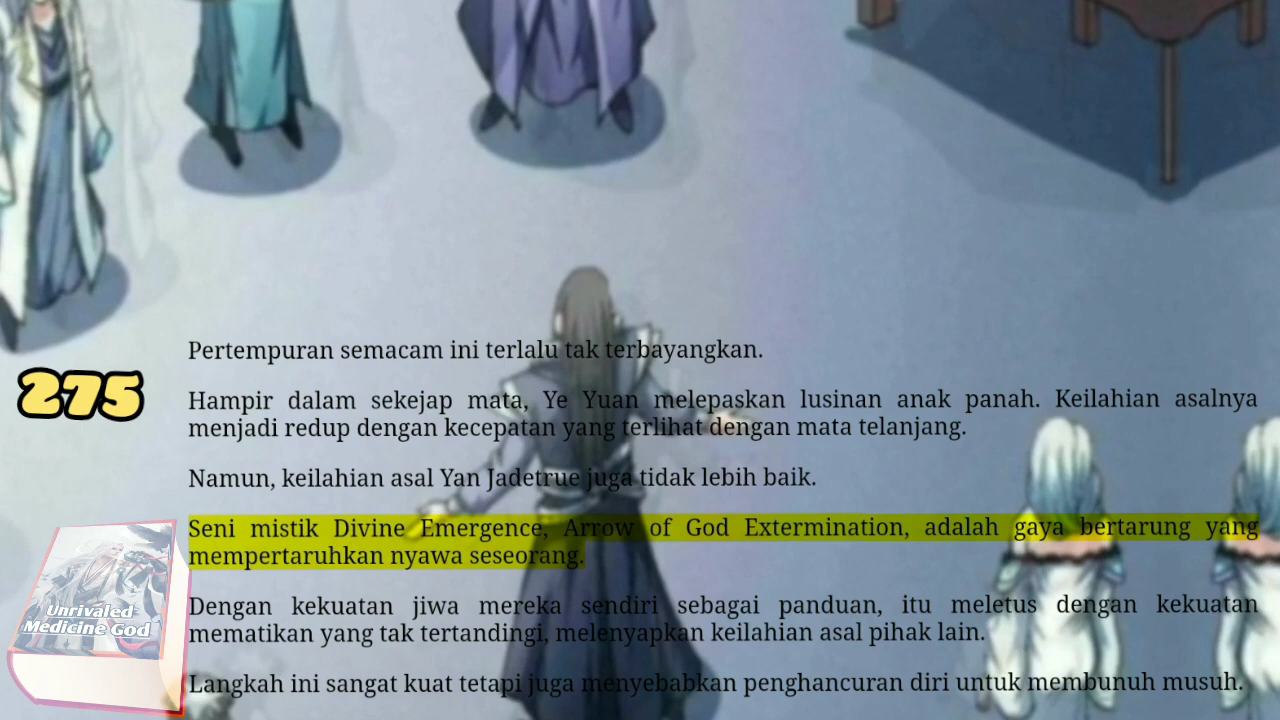 Pertempuran semacam ini terlalu tak terbayangkan.
275
Hampir dalam sekejap mata, Ye Yuan melepaskan lusinan anak panah. Keilahian asalnya
menjadi redup dengan kecepatan yang terlihat dengan mata telanjang.
Namun, keilahian asal Yan Jadetrue juga tidak lebih baik.
Seni mistik Divine Emergence, Arrow of God Extermination, adalah gaya bertarung yang
mempertaruhkan nyawa seseorang.
Dengan kekuatan jiwa mereka sendiri sebagai panduan, itu meletus dengan kekuatan
mematikan yang tak tertandingi, melenyapkan keilahian asal pihak lain.
Langkah ini sangat kuat tetapi juga menyebabkan penghancuran diri untuk membunuh musuh.
Unrivaled
Medicine God